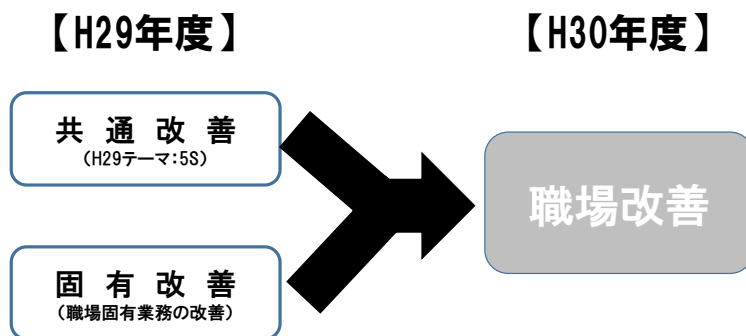 【H29年度】
【H30年度】
共通改善
(H29テーマ:5S)
職場改善
固有改善
(職場固有業務の改善)